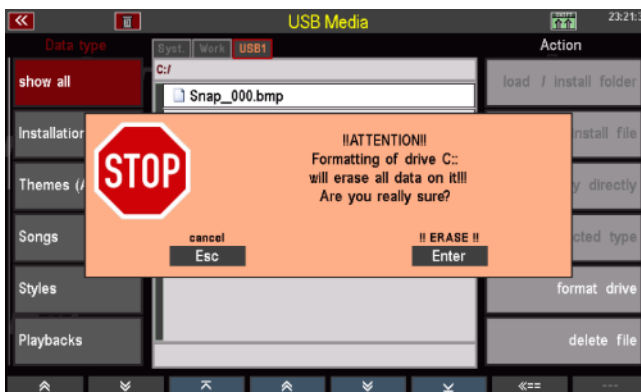 USB Media
23:21:3
Data type
Syst. Work USB1
Action
C:/
show all
load / install folder
Snap__000.bmp
Installation
install file
!!ATTENTION!!
Formatting of drive C::
will erase all data on it!!!
Are you really sure?
STOP
Themes (A
y directly
Songs
cted type
cancel
!! ERASE !!
Esc
Enter
Styles
format drive
Playbacks
delete file
<==
---